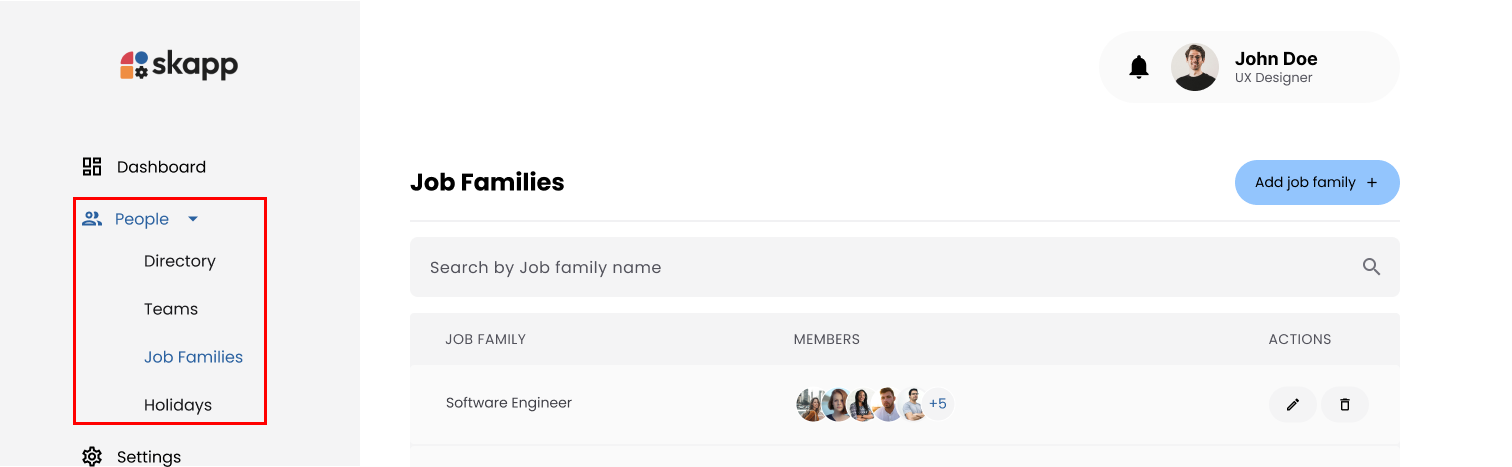 skapp
John Doe
UX Designer
Dashboard
People
Directory
Teams
Job Families
Holidays
Settings
Job Families
Add job family +
Search by Job family name
JOB FAMILY MEMBERS ACTIONS
Software Engineer +5